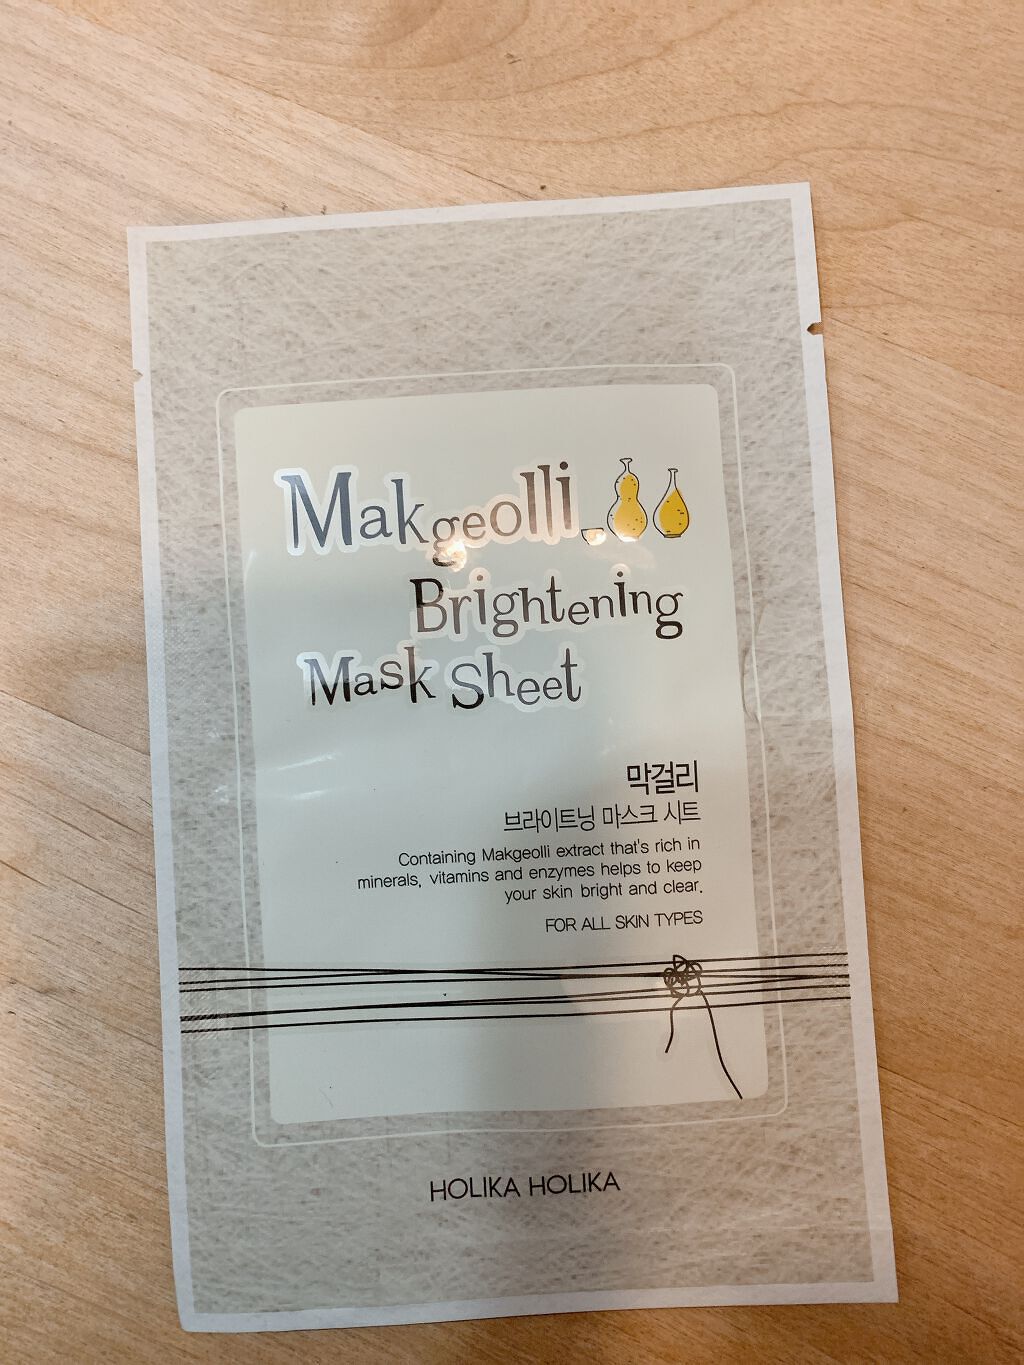 Makgeolli
Brightening
Mask Sheet
막걸리
브라이트닝 마스크 시트
Containing Makgeolli extract that's rich in
minerals, vitamins and enzymes helps to keep
your skin bright and clear.
FOR ALL SKIN TYPES
HOLIKA HOLIKA